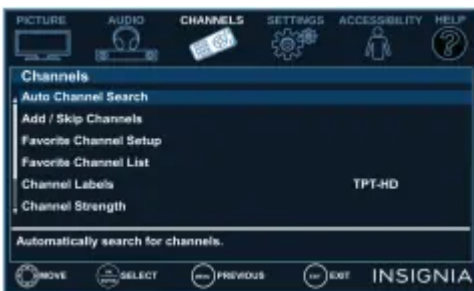 PICTURE AUDIO CHANNELS SETTINGS ACCESSIBILITY HELP
?
Channels
Auto Channel Search
Add / Skip Channels
Favorite Channel Setup
Favorite Channel List
Channel Labels TPT-HD
Channel Strength
Automatically search for channels.
MOVE SELECT PREVIOUS EXIT INSIGNIA